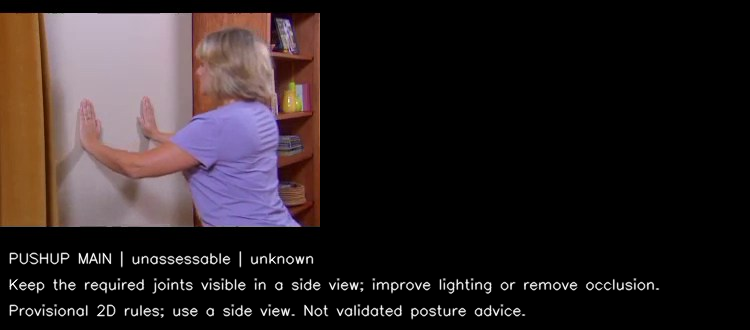 PUSHUP MAIN | unassessable | unknown
Keep the required joints visible in a side view; improve lighting or remove occlusion.
Provisional 2D rules; use a side view. Not validated posture advice.